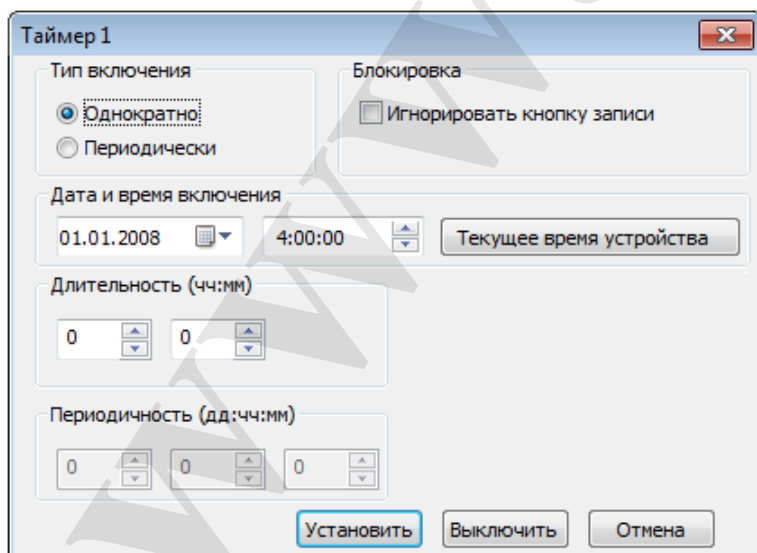 Таймер 1
Тип включения
Однократно
Периодически
Блокировка
Игнорировать кнопку записи
Дата и время включения
01.01.2008 4:00:00 Текущее время устройства
Длительность (чч:мм)
0 0
Периодичность (дд:чч:мм)
0 0 0
Установить Выключить Отмена